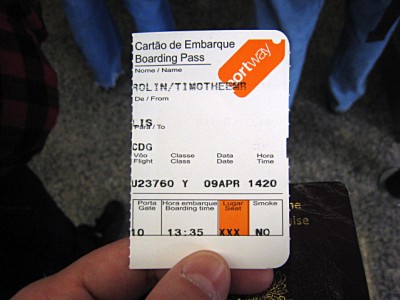 Cartão de Embarque
Boarding Pass
portway
Nome / Name
ROLIN/TIMOTHEEMR
De / From
LIS
Para / To
CDG
Vôo Classe Data Hora
Flight Class Date Time
U23760 Y 09APR 1420
Porta Hora embarque Lugar Smoke
Gate Boarding time Seat
10 13:35 XXX NO